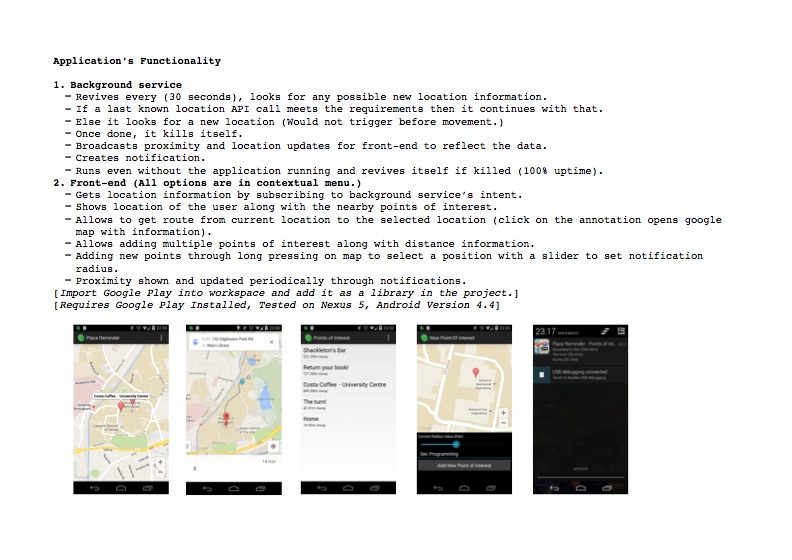 Application's Functionality
1. Background service
– Revives every (30 seconds), looks for any possible new location information.
– If a last known location API call meets the requirements then it continues with that.
– Else it looks for a new location (Would not trigger before movement.)
– Once done, it kills itself.
– Broadcasts proximity and location updates for front-end to reflect the data.
– Creates notification.
– Runs even without the application running and revives itself if killed (100% uptime).
2. Front-end (All options are in contextual menu.)
– Gets location information by subscribing to background service's intent.
– Shows location of the user along with the nearby points of interest.
– Allows to get route from current location to the selected location (click on the annotation opens google
map with information).
– Allows adding multiple points of interest along with distance information.
– Adding new points through long pressing on map to select a position with a slider to set notification
radius.
– Proximity shown and updated periodically through notifications.
[Import Google Play into workspace and add it as a library in the project.]
[Requires Google Play Installed, Tested on Nexus 5, Android Version 4.4]
Place Reminder
Costa Coffee - University Centre
Main Library
14 min
Points of Interest
Shackleton's Bar
Return your book!
Costa Coffee - University Centre
The turn!
Home
New Point Of Interest
Sec Programming
Add New Point of Interest
23:17
Place Reminder - Points of Int
USB debugging connected